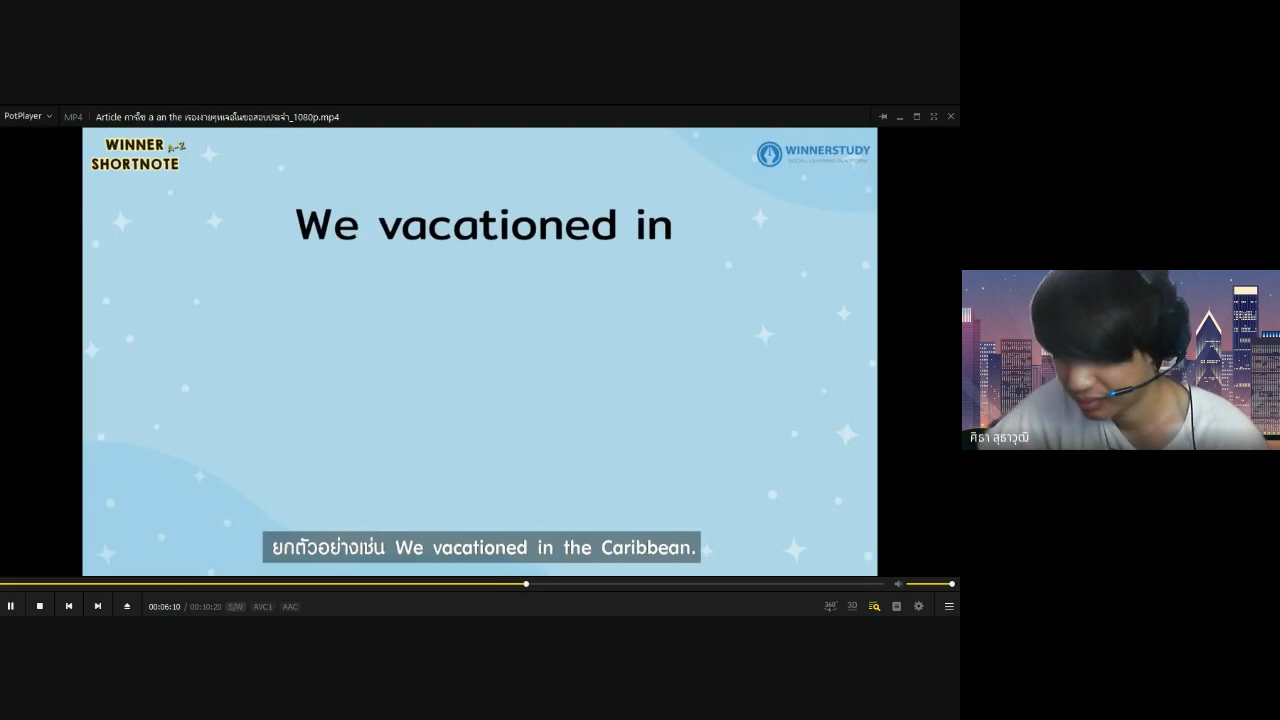 PotPlayer
MP4
Article การใช้ a an the เรื่องง่ายๆที่เจอในข้อสอบประจำ_1080p.mp4
WINNER A-Z
SHORTNOTE
WINNERSTUDY
SOCIAL LEARNING PLATFORM
We vacationed in
ยกตัวอย่างเช่น We vacationed in the Caribbean.
ศิธา สุธาวุฒิ
00:06:10 / 00:10:20 S/W AVC1 AAC
360° 3D